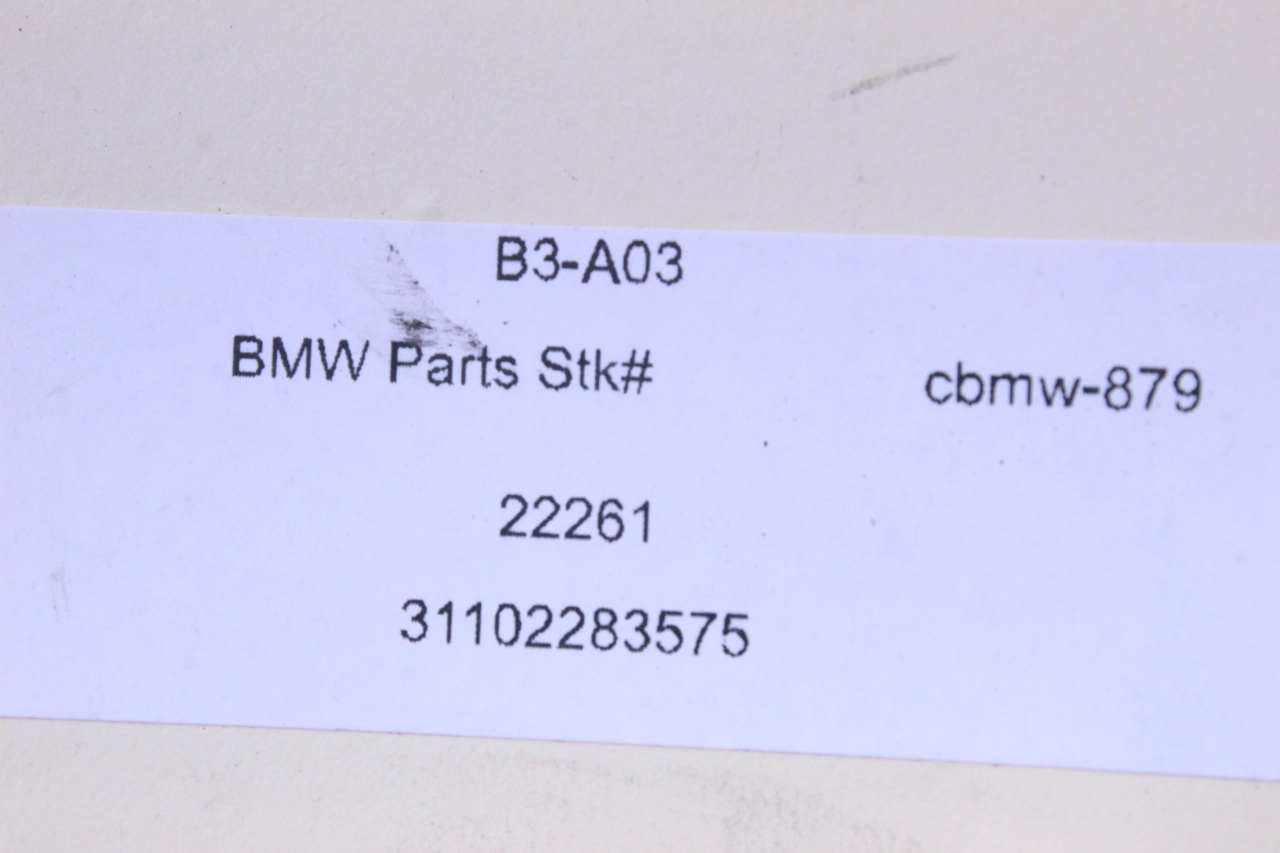 B3-A03
BMW Parts Stk# cbmw-879
22261
31102283575